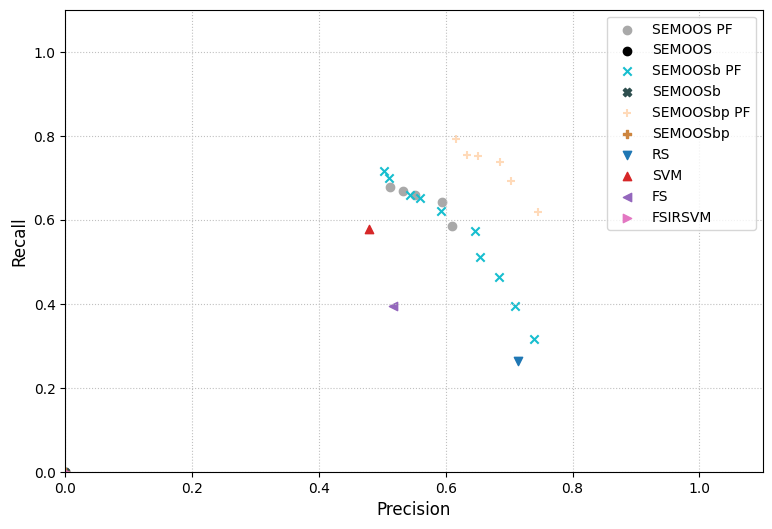 1.0
0.8
0.6
0.4
0.2
0.0
Recall
0.0 0.2 0.4 0.6 0.8 1.0
Precision
SEMOOS PF
SEMOOS
SEMOOSb PF
SEMOOSb
SEMOOSbp PF
SEMOOSbp
RS
SVM
FS
FSIRSVM